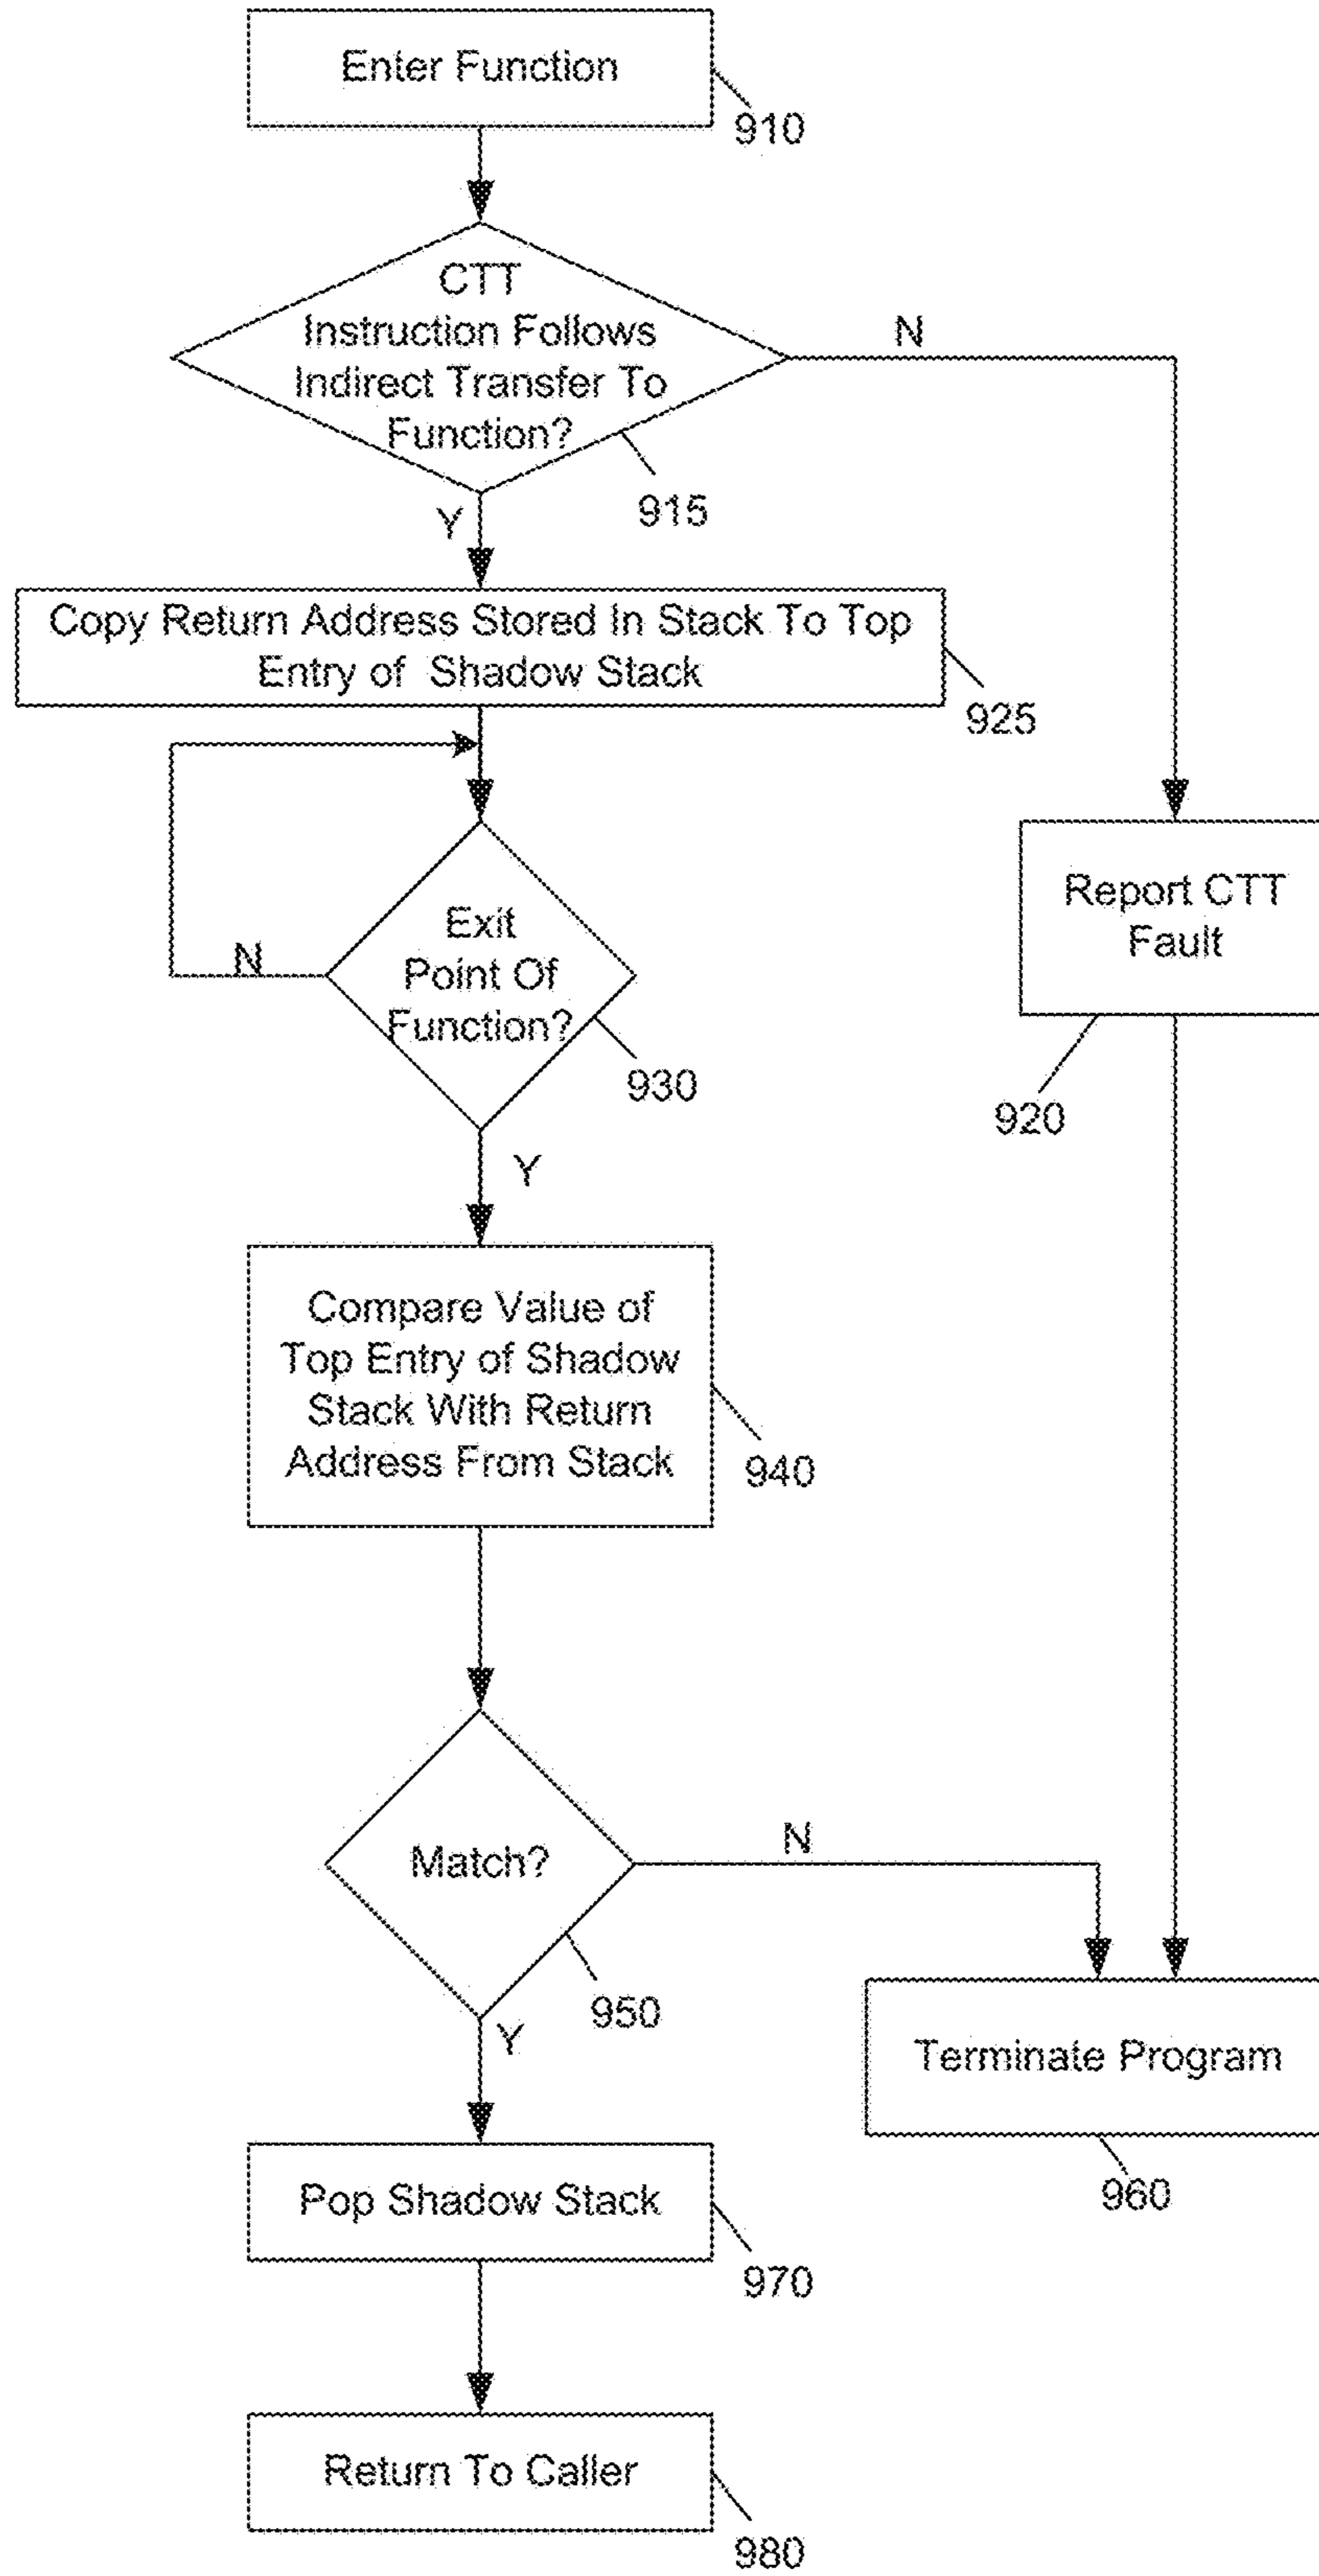 Enter Function
910
CTT
Instruction Follows
Indirect Transfer To
Function?
N
915
Y
Copy Return Address Stored In Stack To Top
Entry of Shadow Stack
925
Exit
Point Of
Function?
N
930
Report CTT
Fault
920
Y
Compare Value of
Top Entry of Shadow
Stack With Return
Address From Stack
940
Match?
N
950
Y
Terminate Program
960
Pop Shadow Stack
970
Return To Caller
980